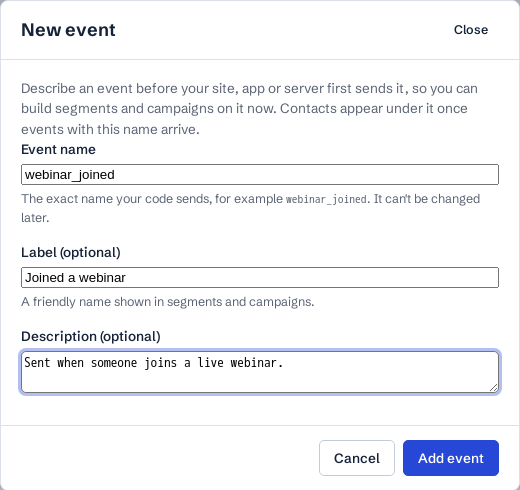 New event
Close
Describe an event before your site, app or server first sends it, so you can
build segments and campaigns on it now. Contacts appear under it once
events with this name arrive.
Event name
webinar_joined
The exact name your code sends, for example webinar_joined. It can't be changed
later.
Label (optional)
Joined a webinar
A friendly name shown in segments and campaigns.
Description (optional)
Sent when someone joins a live webinar.
Cancel
Add event